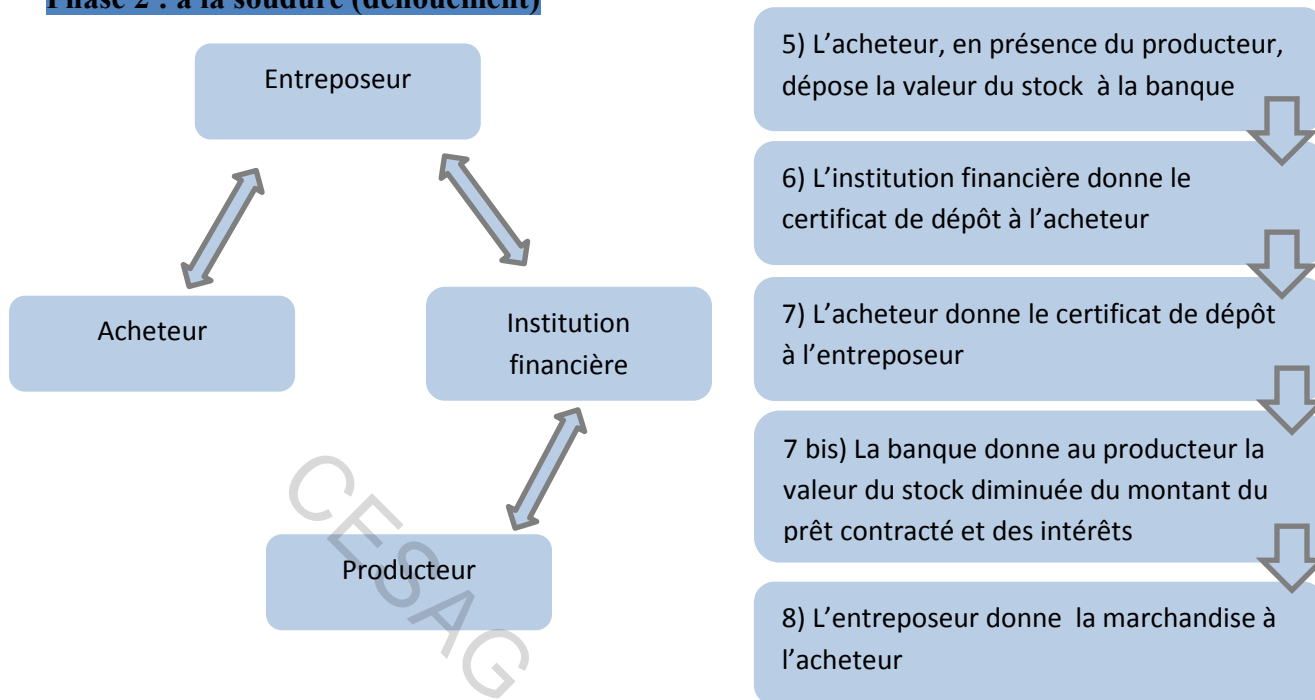 Phase 2 : à la soudure (dénouement)
Entreposeur
Acheteur
Institution
financière
Producteur
CESAG
5) L’acheteur, en présence du producteur,
dépose la valeur du stock à la banque
6) L’institution financière donne le
certificat de dépôt à l’acheteur
7) L’acheteur donne le certificat de dépôt
à l’entreposeur
7 bis) La banque donne au producteur la
valeur du stock diminuée du montant du
prêt contracté et des intérêts
8) L’entreposeur donne la marchandise à
l’acheteur